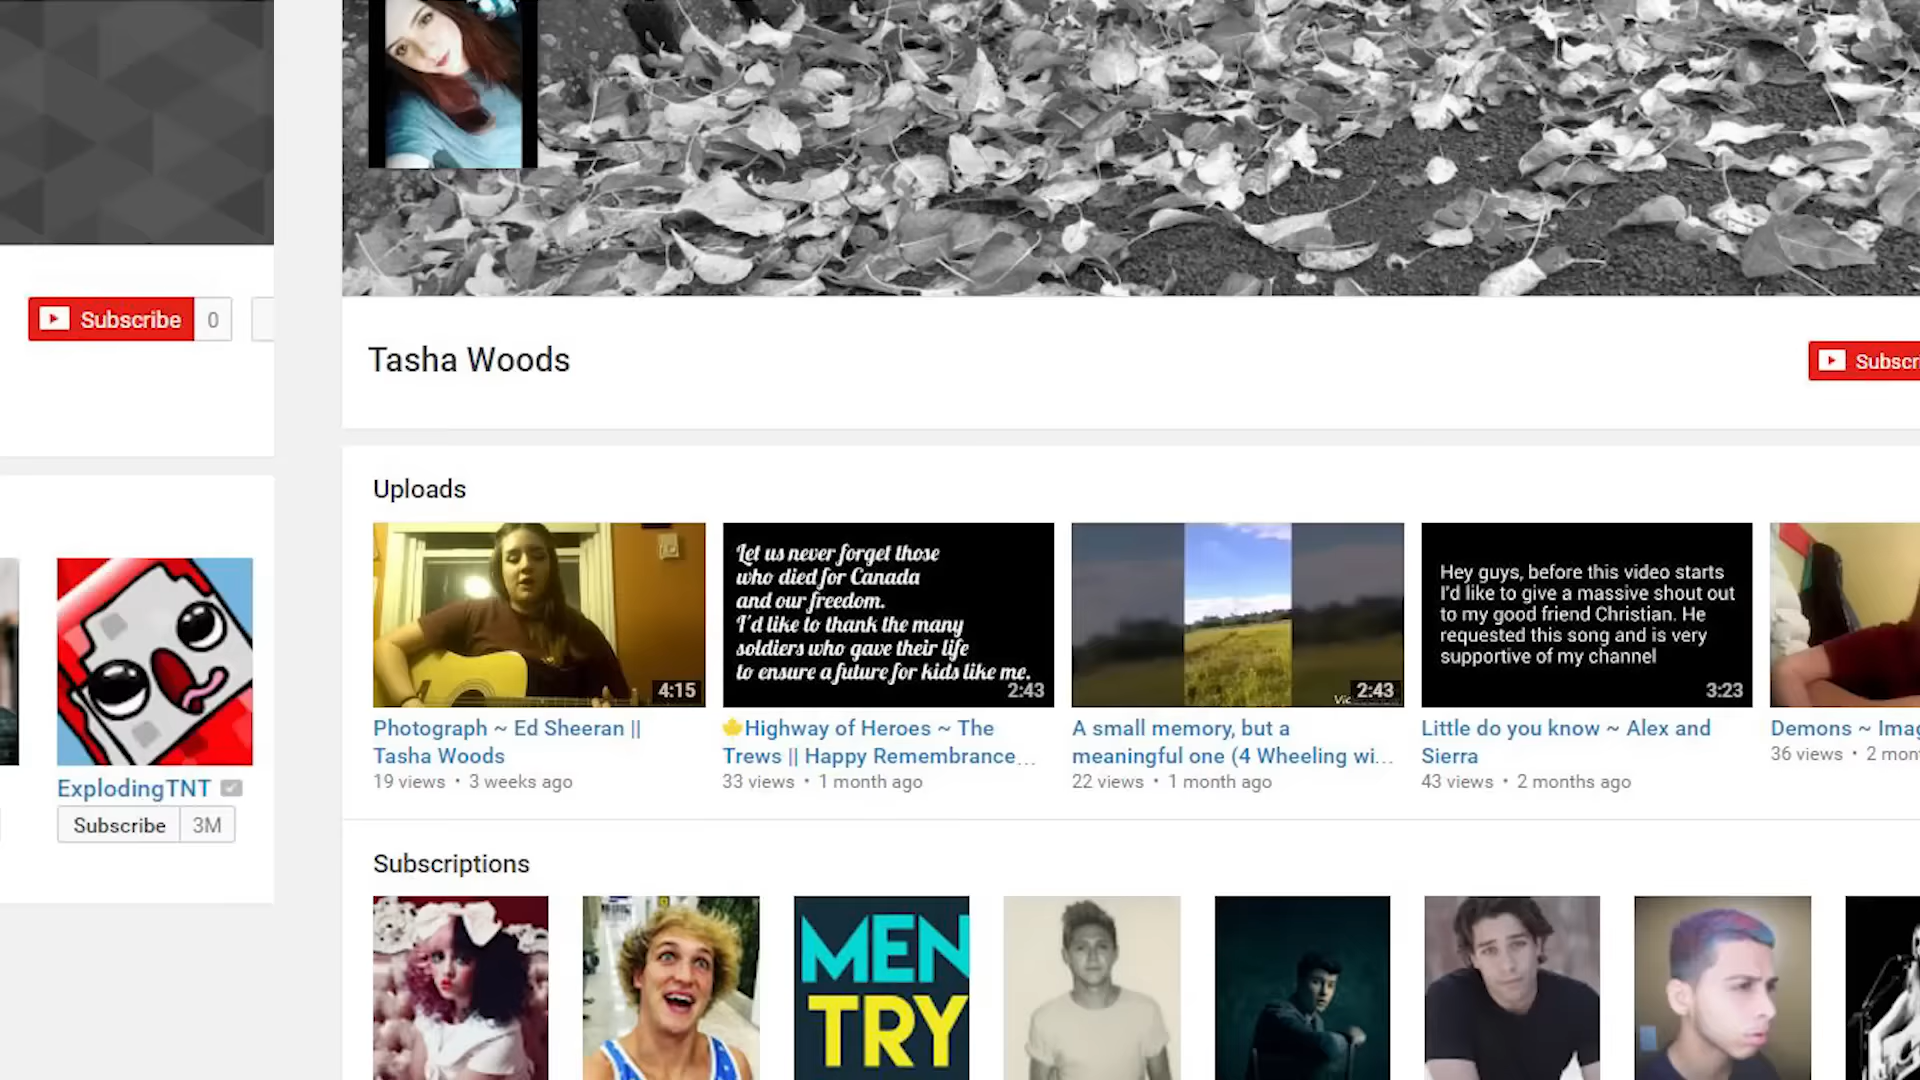 Subscribe 0
ExplodingTNT
Subscribe 3M
Tasha Woods
Subscr
Uploads
4:15
Photograph ~ Ed Sheeran ||
Tasha Woods
19 views • 3 weeks ago
Let us never forget those
who died for Canada
and our freedom.
I'd like to thank the many
soldiers who gave their life
to ensure a future for kids like me.
2:43
🍁Highway of Heroes ~ The
Trews || Happy Remembrance...
33 views • 1 month ago
Vic
2:43
A small memory, but a
meaningful one (4 Wheeling wi...
22 views • 1 month ago
Hey guys, before this video starts
I'd like to give a massive shout out
to my good friend Christian. He
requested this song and is very
supportive of my channel
3:23
Little do you know ~ Alex and
Sierra
43 views • 2 months ago
Demons ~ Imag
36 views • 2 mon
Subscriptions
MEN
TRY